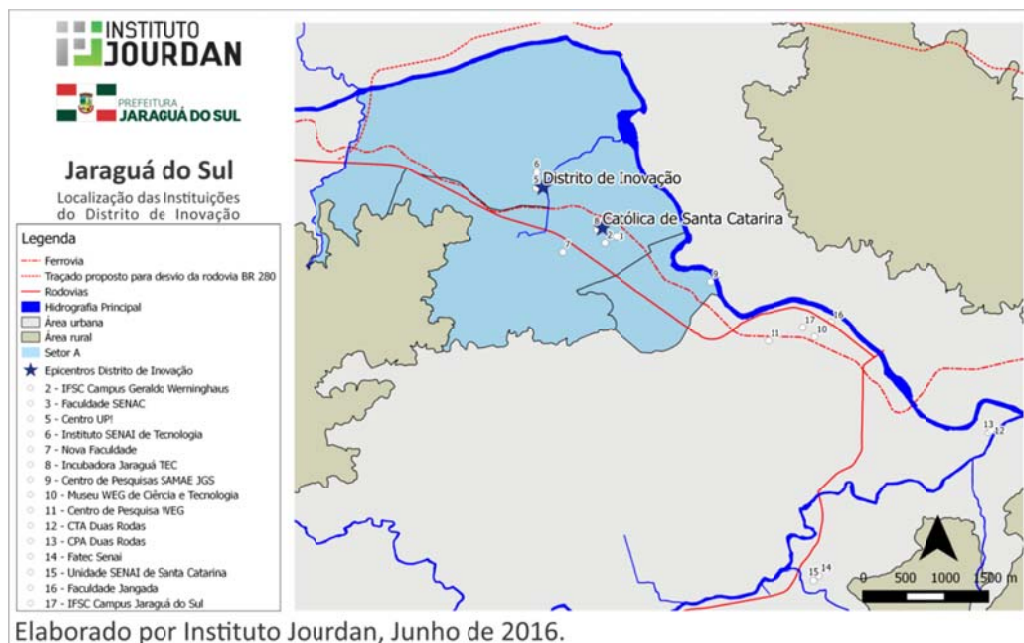 INSTITUTO
JOURDAN
PREFEITURA
JARAGUÁ DO SUL
Jaraguá do Sul
Localização das Instituições
do Distrito de Inovação
Legenda
Ferrovia
Traçado proposto para desvio da rodovia BR 280
Rodovias
Hidrografia Principal
Área urbana
Área rural
Setor A
Epicentros Distrito de Inovação
2 - IFSC Campus Geraldo Werninghaus
3 - Faculdade SENAC
5 - Centro UP!
6 - Instituto SENAI de Tecnologia
7 - Nova Faculdade
8 - Incubadora Jaraguá TEC
9 - Centro de Pesquisas SAMAE JGS
10 - Museu WEG de Ciência e Tecnologia
11 - Centro de Pesquisa WEG
12 - CTA Duas Rodas
13 - CPA Duas Rodas
14 - Fatec Senai
15 - Unidade SENAI de Santa Catarina
16 - Faculdade Jangada
17 - IFSC Campus Jaraguá do Sul
6
5
Distrito de Inovação
8
Católica de Santa Catarina
2
3
7
9
17
16
11
10
13
12
15
14
0 500 1000 1500 m
Elaborado por Instituto Jourdan, Junho de 2016.